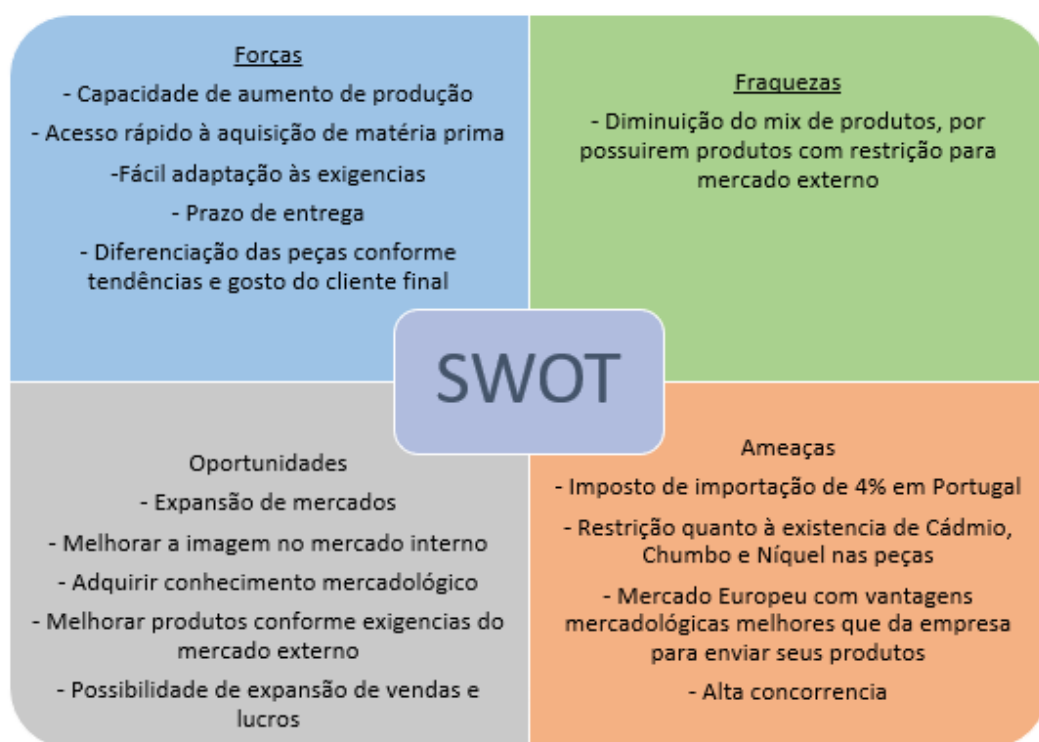 Forças
- Capacidade de aumento de produção
- Acesso rápido à aquisição de matéria prima
-Fácil adaptação às exigencias
- Prazo de entrega
- Diferenciação das peças conforme
tendências e gosto do cliente final
Fraquezas
- Diminuição do mix de produtos, por
possuirem produtos com restrição para
mercado externo
SWOT
Oportunidades
- Expansão de mercados
- Melhorar a imagem no mercado interno
- Adquirir conhecimento mercadológico
- Melhorar produtos conforme exigencias do
mercado externo
- Possibilidade de expansão de vendas e
lucros
Ameaças
- Imposto de importação de 4% em Portugal
- Restrição quanto à existencia de Cádmio,
Chumbo e Níquel nas peças
- Mercado Europeu com vantagens
mercadológicas melhores que da empresa
para enviar seus produtos
- Alta concorrencia